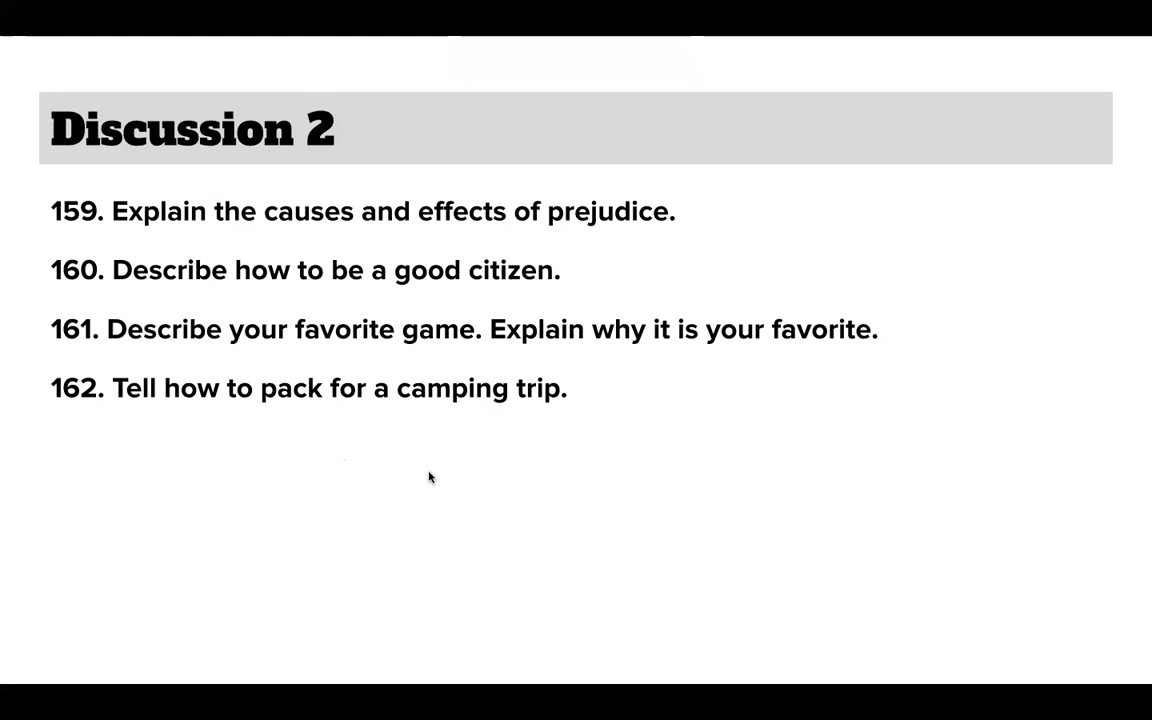 Discussion 2
159. Explain the causes and effects of prejudice.
160. Describe how to be a good citizen.
161. Describe your favorite game. Explain why it is your favorite.
162. Tell how to pack for a camping trip.